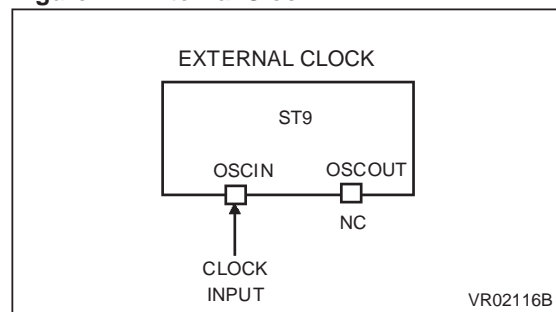 EXTERNAL CLOCK
ST9
OSCIN OSCOUT
NC
CLOCK
INPUT
VR02116B